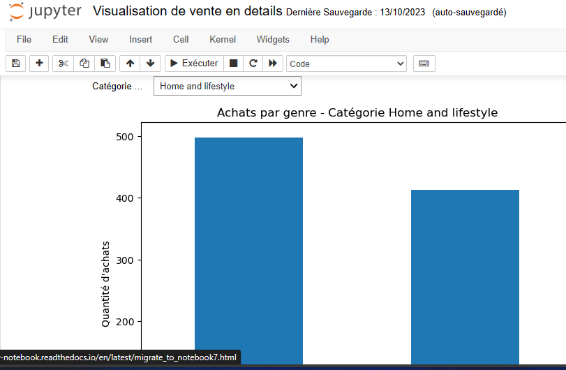 jupyter Visualisation de vente en details Dernière Sauvegarde : 13/10/2023 (auto-sauvegardé)
File Edit View Insert Cell Kernel Widgets Help
Exécuter Code
Catégorie ... Home and lifestyle
Achats par genre - Catégorie Home and lifestyle
500
400
300
200
Quantité d'achats
-notebook.readthedocs.io/en/latest/migrate_to_notebook7.html